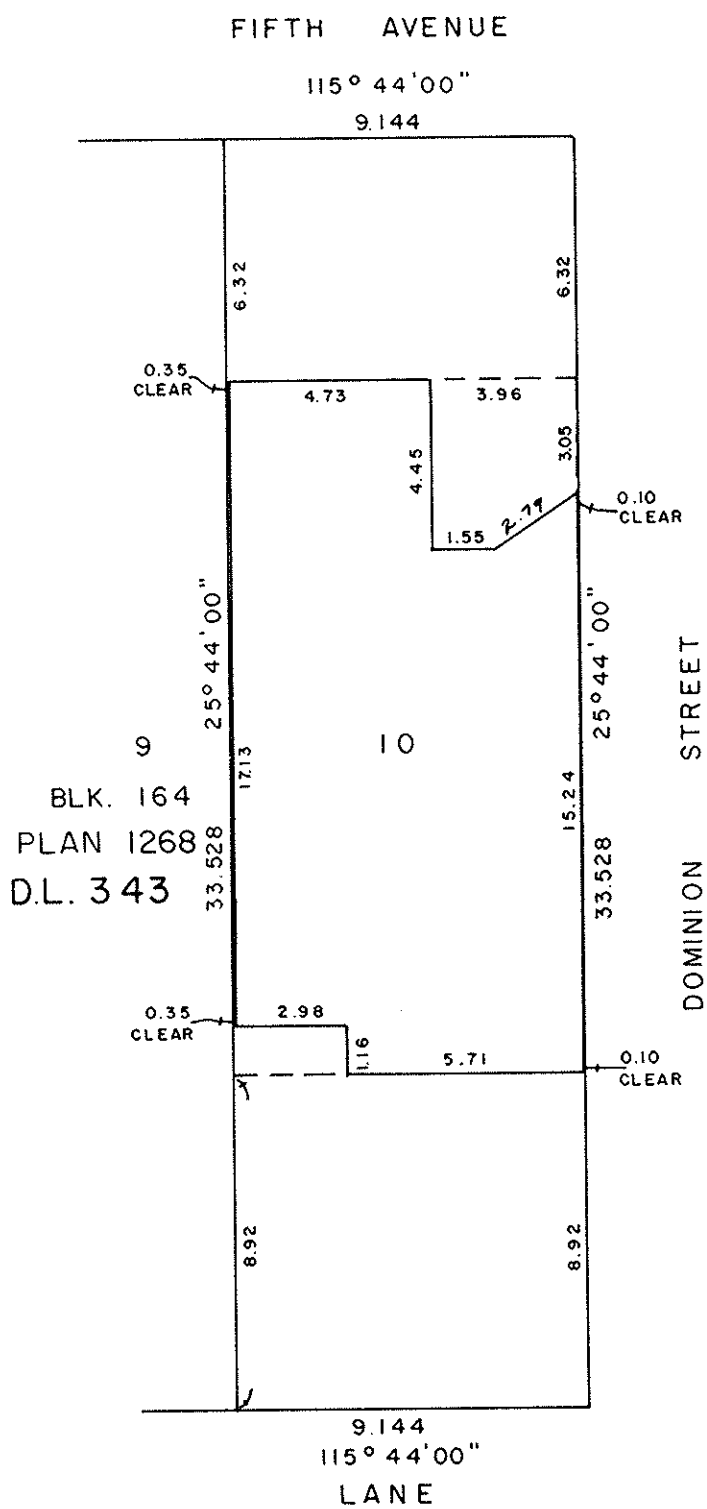 FIFTH AVENUE
115° 44'00"
9.144
6.32
6.32
0.35
CLEAR
4.73
3.96
4.45
3.05
1.55
2.79
0.10
CLEAR
25° 44'00"
25° 44'00"
STREET
9
10
BLK. 164
17.13
15.24
PLAN 1268
33.528
33.528
D.L. 343
DOMINION
0.35
CLEAR
2.98
1.16
5.71
0.10
CLEAR
8.92
8.92
9.144
115° 44'00"
LANE